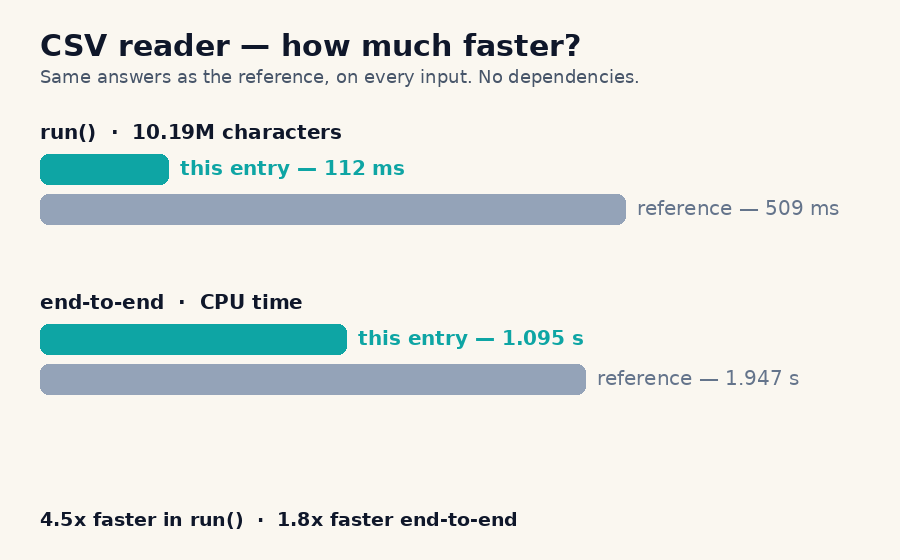 CSV reader — how much faster?
Same answers as the reference, on every input. No dependencies.
run()  ·  10.19M characters
this entry — 112 ms
reference — 509 ms
end-to-end  ·  CPU time
this entry — 1.095 s
reference — 1.947 s
4.5x faster in run()  ·  1.8x faster end-to-end